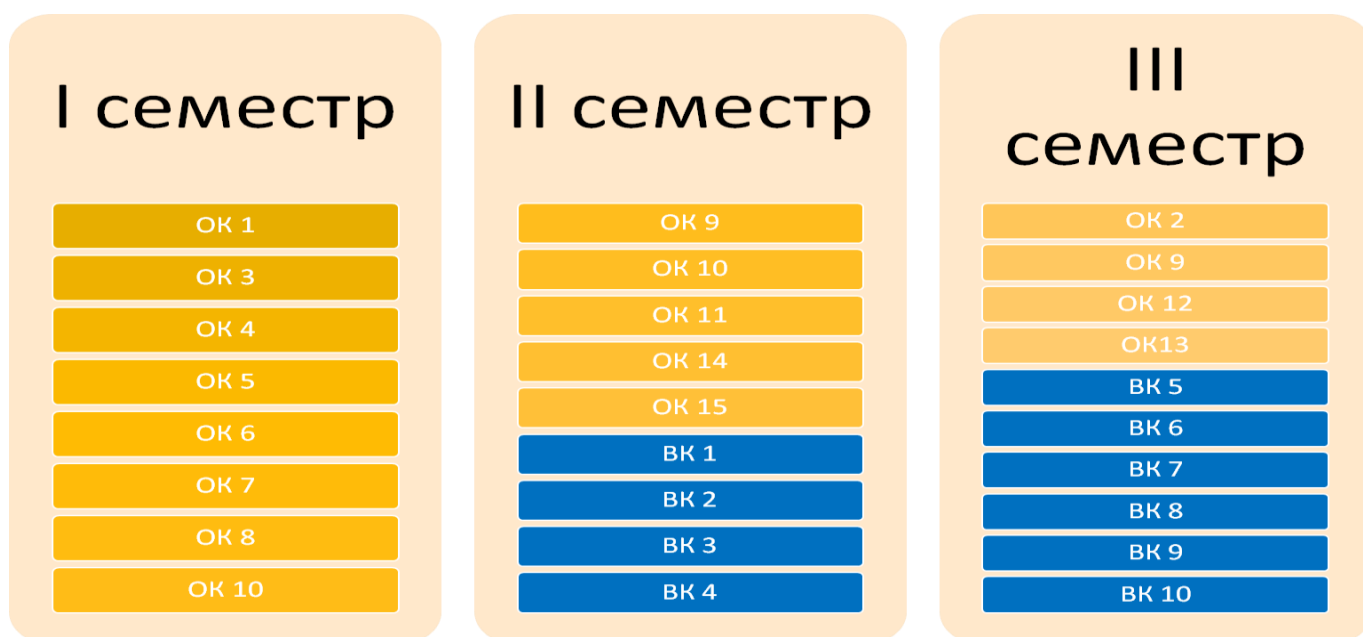 I семестр
ОК 1
ОК 3
ОК 4
ОК 5
ОК 6
ОК 7
ОК 8
ОК 10
II семестр
ОК 9
ОК 10
ОК 11
ОК 14
ОК 15
ВК 1
ВК 2
ВК 3
ВК 4
III
семестр
ОК 2
ОК 9
ОК 12
ОК13
ВК 5
ВК 6
ВК 7
ВК 8
ВК 9
ВК 10